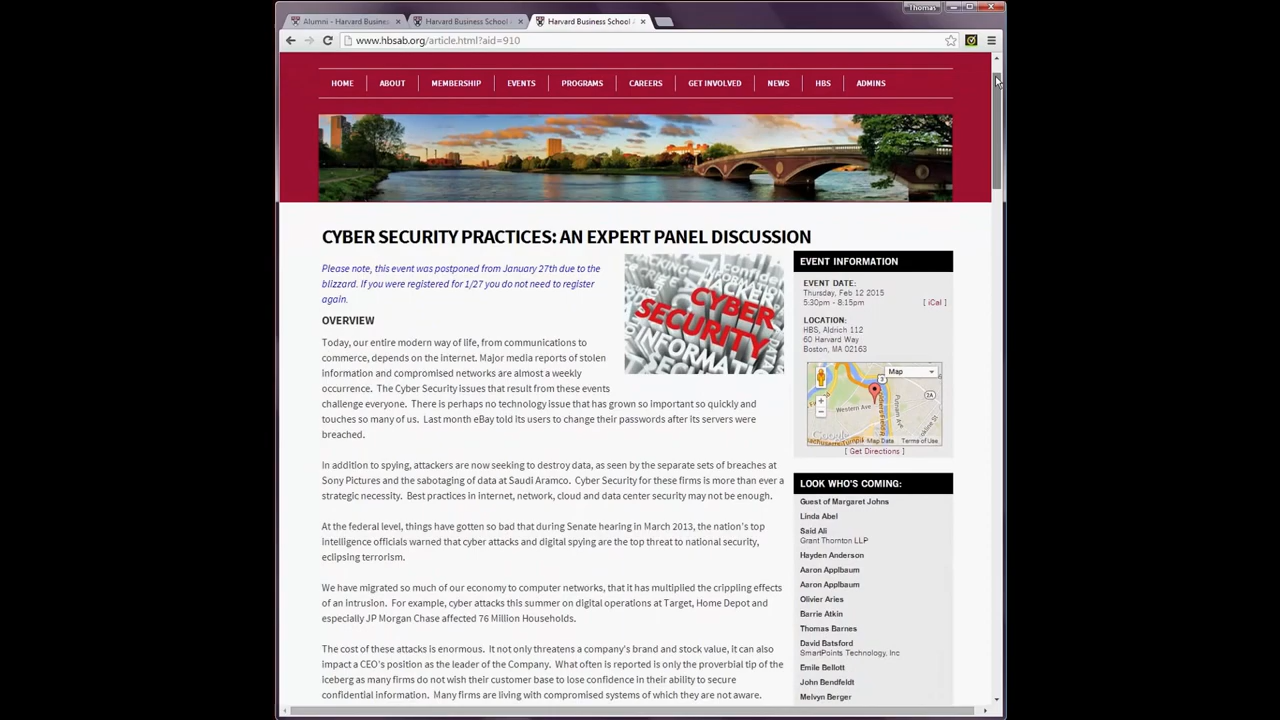 Thomas
Alumni - Harvard Busines
Harvard Business School
Harvard Business School
www.hbsab.org/article.html?aid=910
HOME ABOUT MEMBERSHIP EVENTS PROGRAMS CAREERS GET INVOLVED NEWS HBS ADMINS
CYBER SECURITY PRACTICES: AN EXPERT PANEL DISCUSSION
Please note, this event was postponed from January 27th due to the
blizzard. If you were registered for 1/27 you do not need to register
again.
OVERVIEW
Today, our entire modern way of life, from communications to
commerce, depends on the internet. Major media reports of stolen
information and compromised networks are almost a weekly
occurrence. The Cyber Security issues that result from these events
challenge everyone. There is perhaps no technology issue that has grown so important so quickly and
touches so many of us. Last month eBay told its users to change their passwords after its servers were
breached.
In addition to spying, attackers are now seeking to destroy data, as seen by the separate sets of breaches at
Sony Pictures and the sabotaging of data at Saudi Aramco. Cyber Security for these firms is more than ever a
strategic necessity. Best practices in internet, network, cloud and data center security may not be enough.
At the federal level, things have gotten so bad that during Senate hearing in March 2013, the nation's top
intelligence officials warned that cyber attacks and digital spying are the top threat to national security,
eclipsing terrorism.
We have migrated so much of our economy to computer networks, that it has multiplied the crippling effects
of an intrusion. For example, cyber attacks this summer on digital operations at Target, Home Depot and
especially JP Morgan Chase affected 76 Million Households.
The cost of these attacks is enormous. It not only threatens a company's brand and stock value, it can also
impact a CEO's position as the leader of the Company. What often is reported is only the proverbial tip of the
iceberg as many firms do not wish their customer base to lose confidence in their ability to secure
confidential information. Many firms are living with compromised systems of which they are not aware.
HACKER
CYBER
SECURITY
INFORMATION
EVENT INFORMATION
EVENT DATE:
Thursday, Feb 12 2015
5:30pm - 8:15pm [ iCal ]
LOCATION:
HBS, Aldrich 112
60 Harvard Way
Boston, MA 02163
Map
3
2A
Western Ave
Putnam Ave
Google
Map Data Terms of Use
[ Get Directions ]
LOOK WHO'S COMING:
Guest of Margaret Johns
Linda Abel
Said Ali
Grant Thornton LLP
Hayden Anderson
Aaron Applbaum
Aaron Applbaum
Olivier Aries
Barrie Atkin
Thomas Barnes
David Batsford
SmartPoints Technology, Inc
Emile Bellott
John Bendfeldt
Melvyn Berger